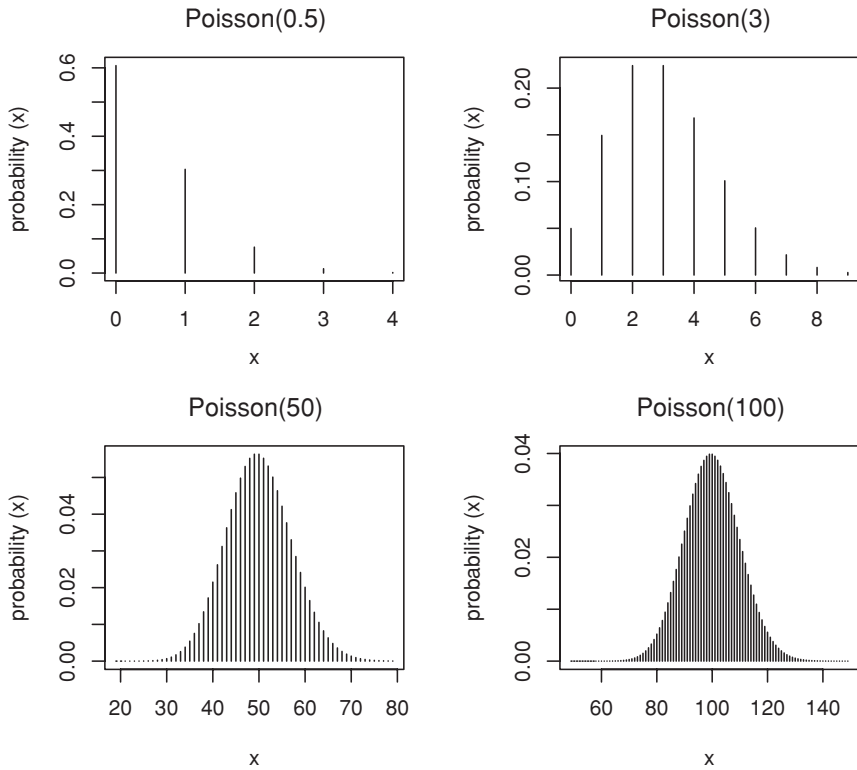 Poisson(0.5)
probability (x)
0.0 0.2 0.4 0.6
0 1 2 3 4
x
Poisson(3)
probability (x)
0.00 0.10 0.20
0 2 4 6 8
x
Poisson(50)
probability (x)
0.00 0.02 0.04
20 30 40 50 60 70 80
x
Poisson(100)
probability (x)
0.00 0.02 0.04
60 80 100 120 140
x